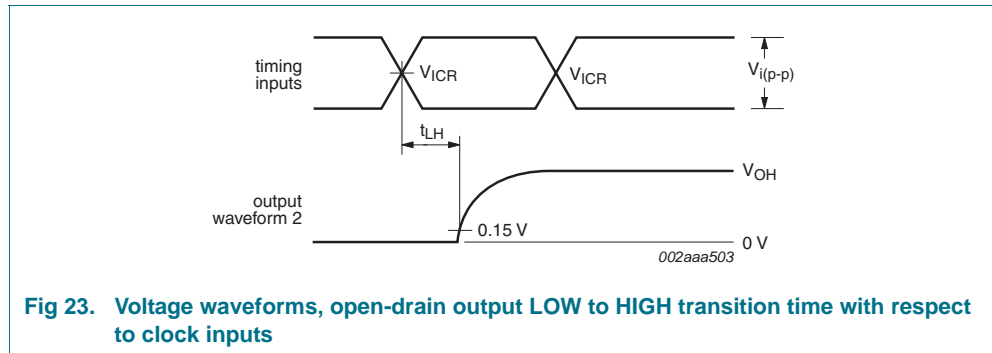 timing
inputs
VICR
VICR
Vi(p-p)
tLH
output
waveform 2
VOH
0.15 V
0 V
002aaa503
Fig 23. Voltage waveforms, open-drain output LOW to HIGH transition time with respect
to clock inputs